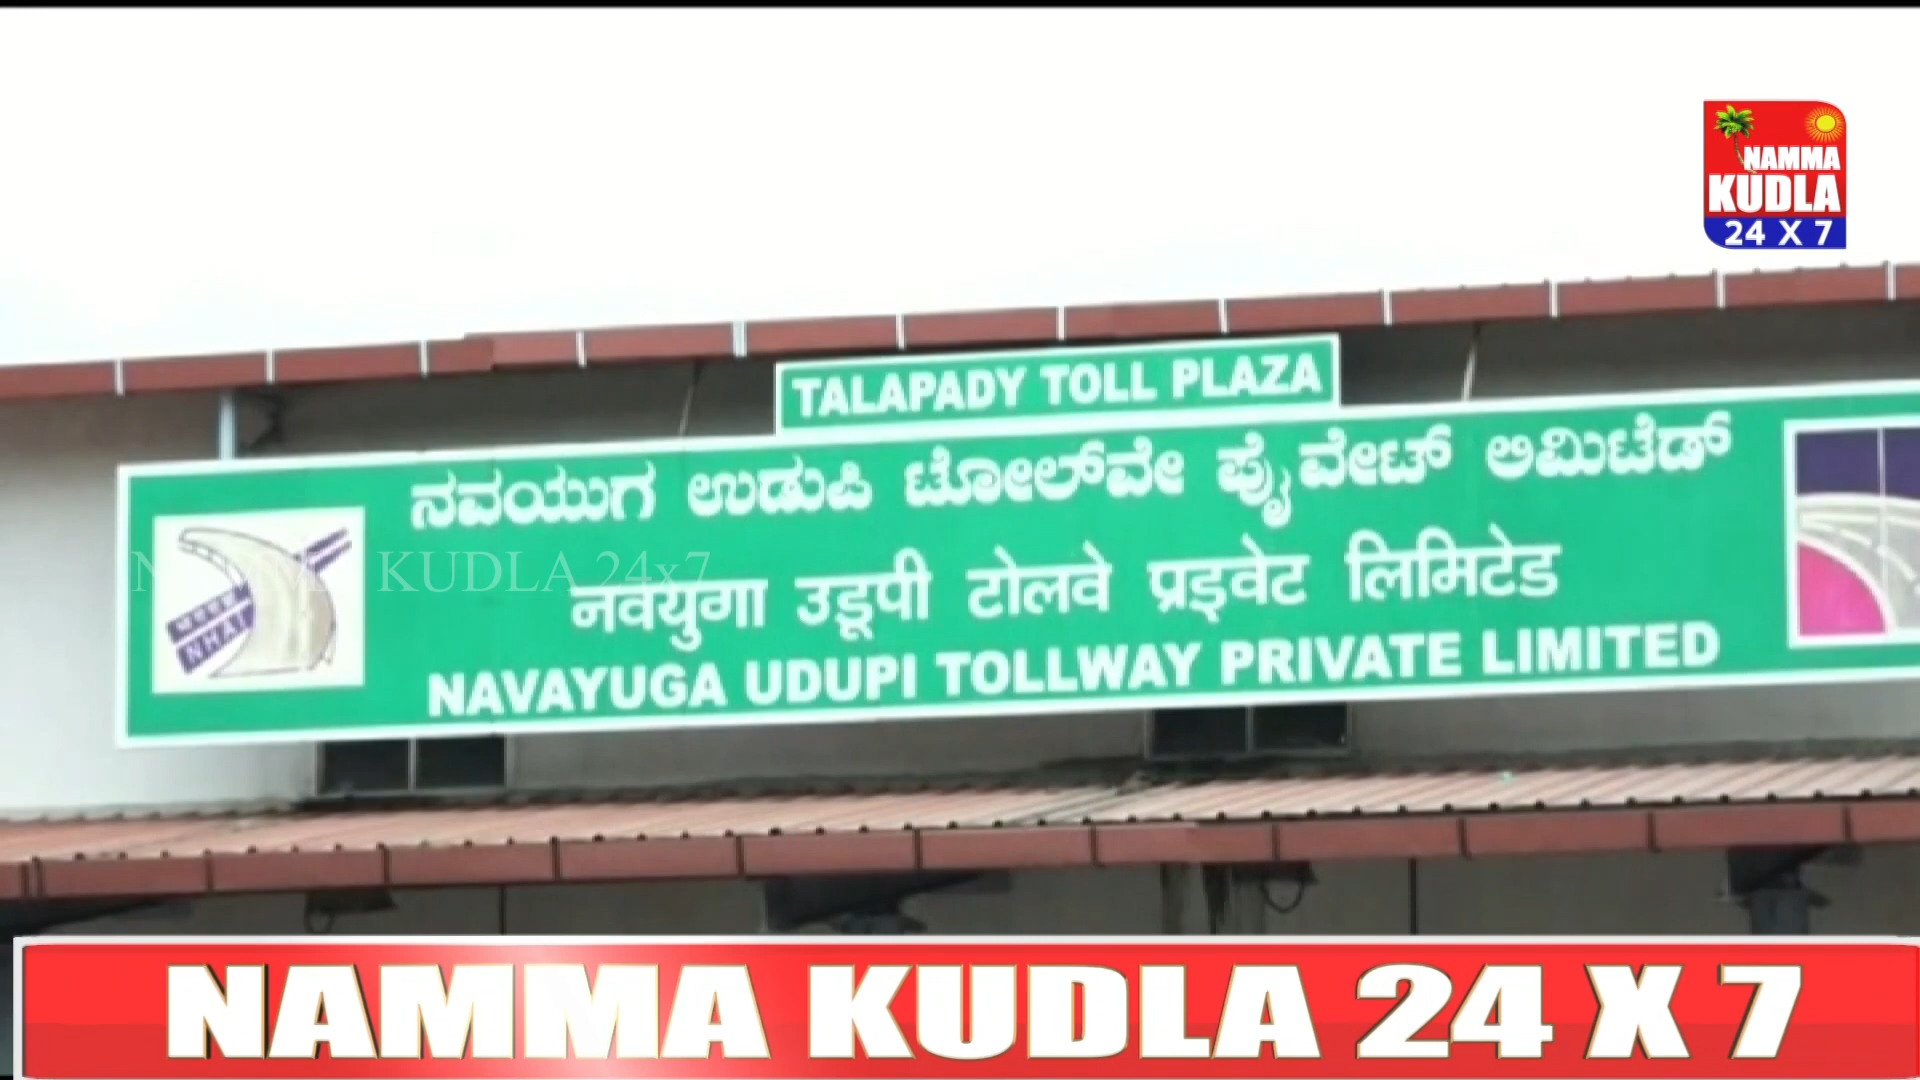 NAMMA
KUDLA
24 X 7
TALAPADY TOLL PLAZA
ನವಯುಗ ಉಡುಪಿ ಟೋಲ್‌ವೇ ಪ್ರೈವೇಟ್ ಲಿಮಿಟೆಡ್
नवयुगा उडूपी टोलवे प्रइवेट लिमिटेड
NAVAYUGA UDUPI TOLLWAY PRIVATE LIMITED
NHAI
KUDLA 24x7
NAMMA KUDLA 24 X 7